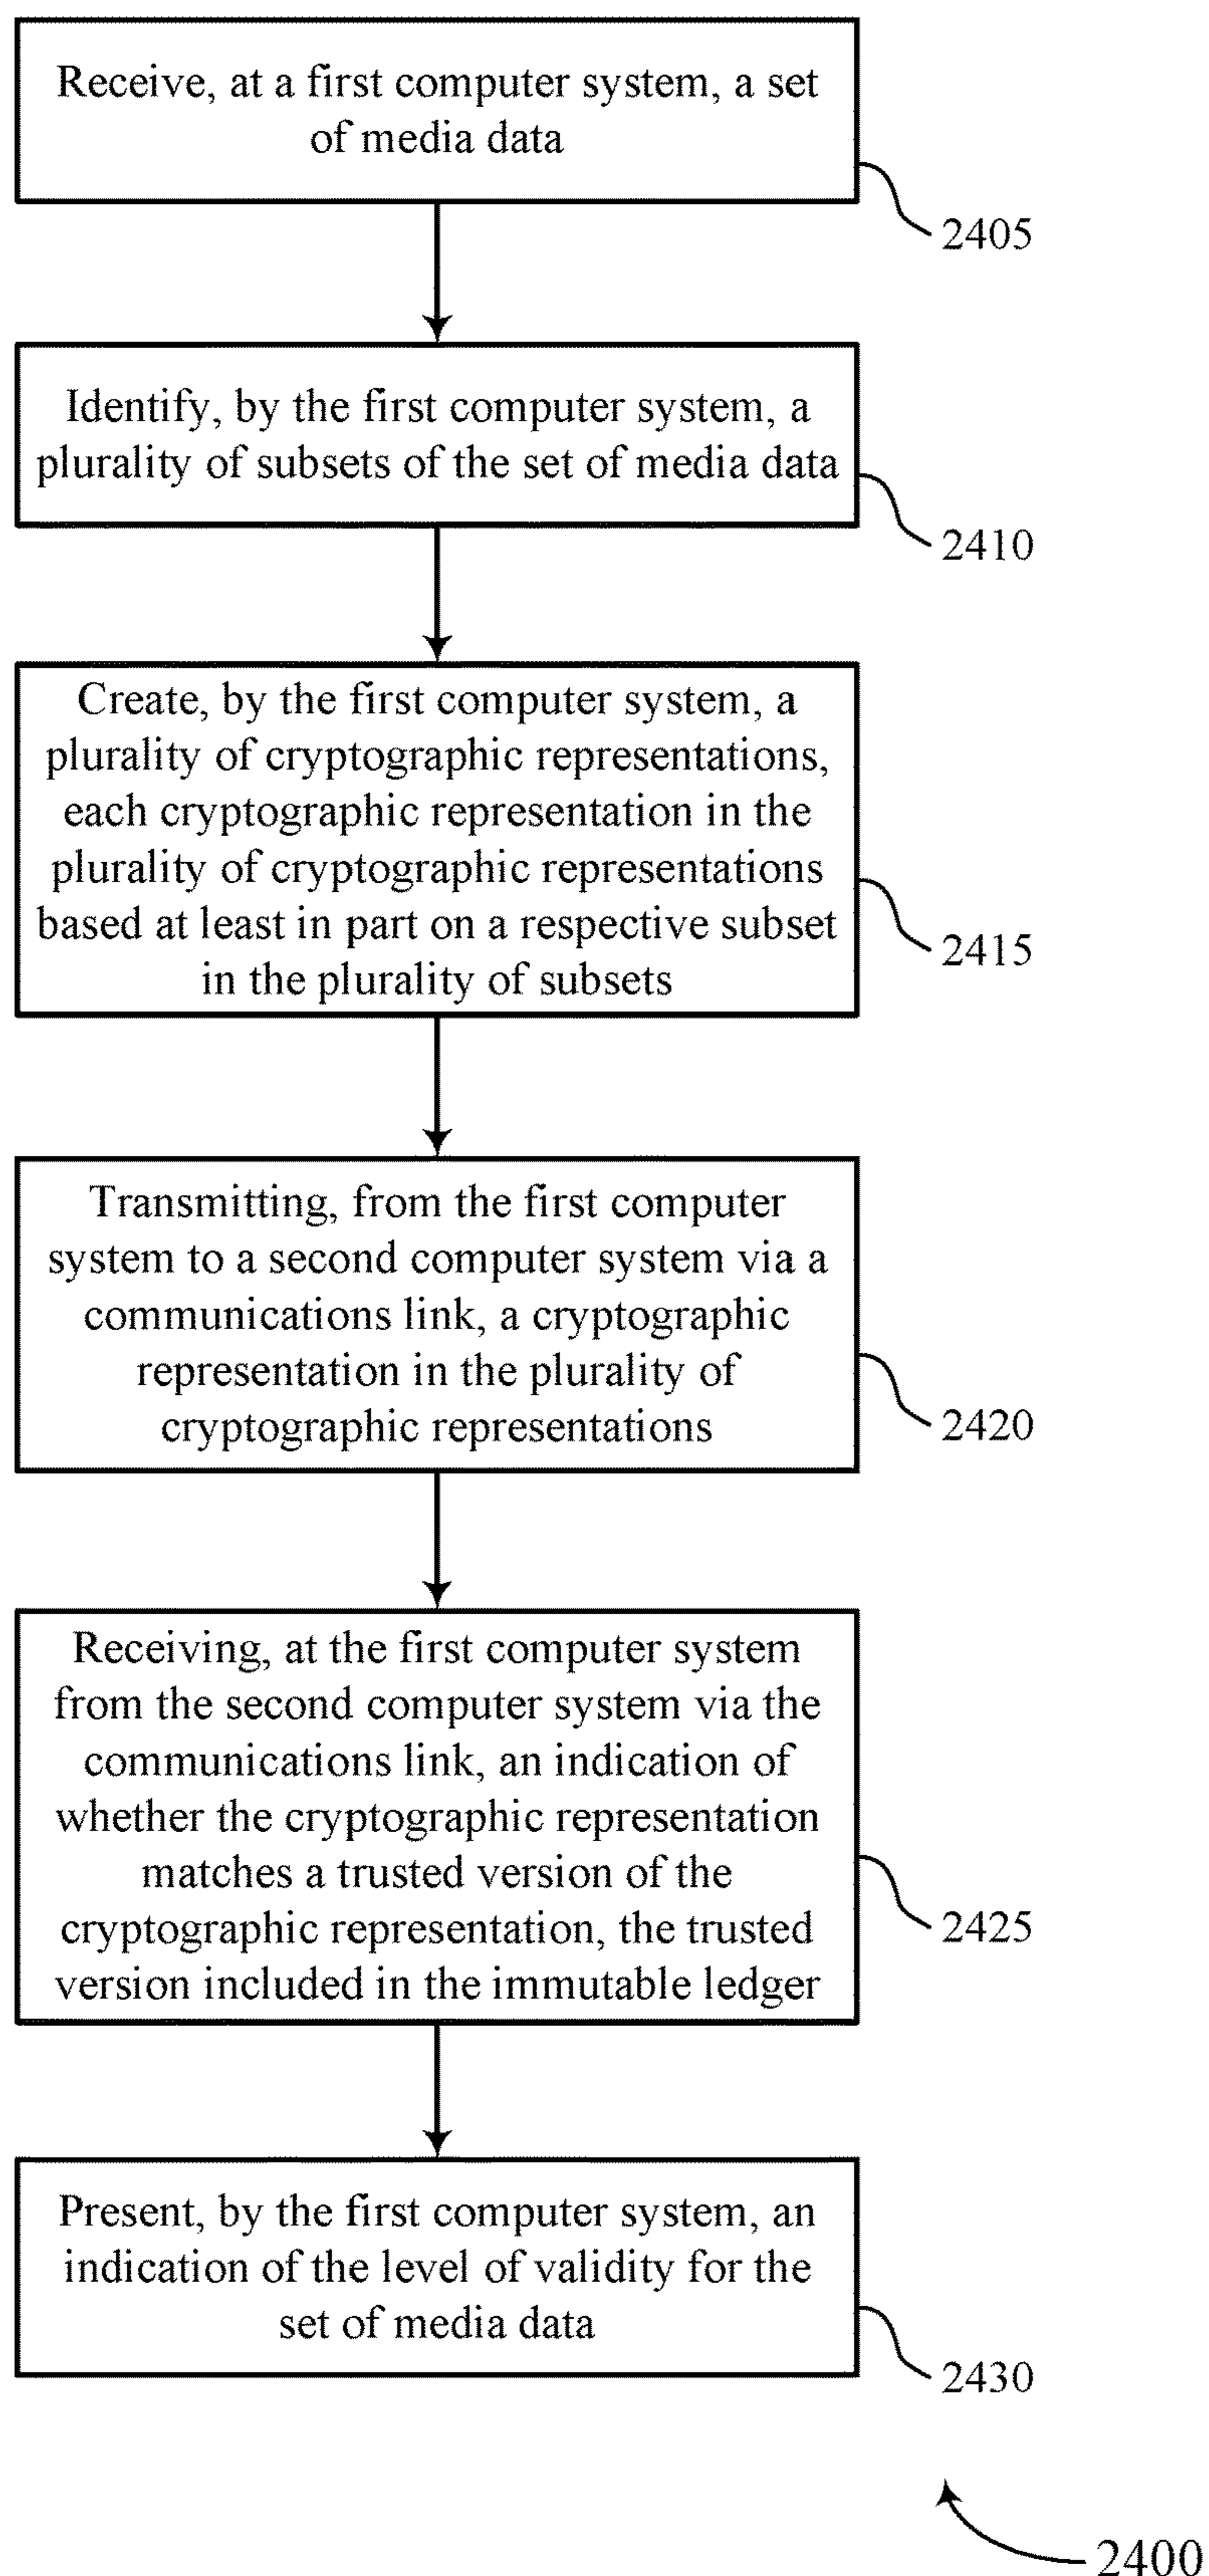 Receive, at a first computer system, a set
of media data
2405
Identify, by the first computer system, a
plurality of subsets of the set of media data
2410
Create, by the first computer system, a
plurality of cryptographic representations,
each cryptographic representation in the
plurality of cryptographic representations
based at least in part on a respective subset
in the plurality of subsets
2415
Transmitting, from the first computer
system to a second computer system via a
communications link, a cryptographic
representation in the plurality of
cryptographic representations
2420
Receiving, at the first computer system
from the second computer system via the
communications link, an indication of
whether the cryptographic representation
matches a trusted version of the
cryptographic representation, the trusted
version included in the immutable ledger
2425
Present, by the first computer system, an
indication of the level of validity for the
set of media data
2430
2400